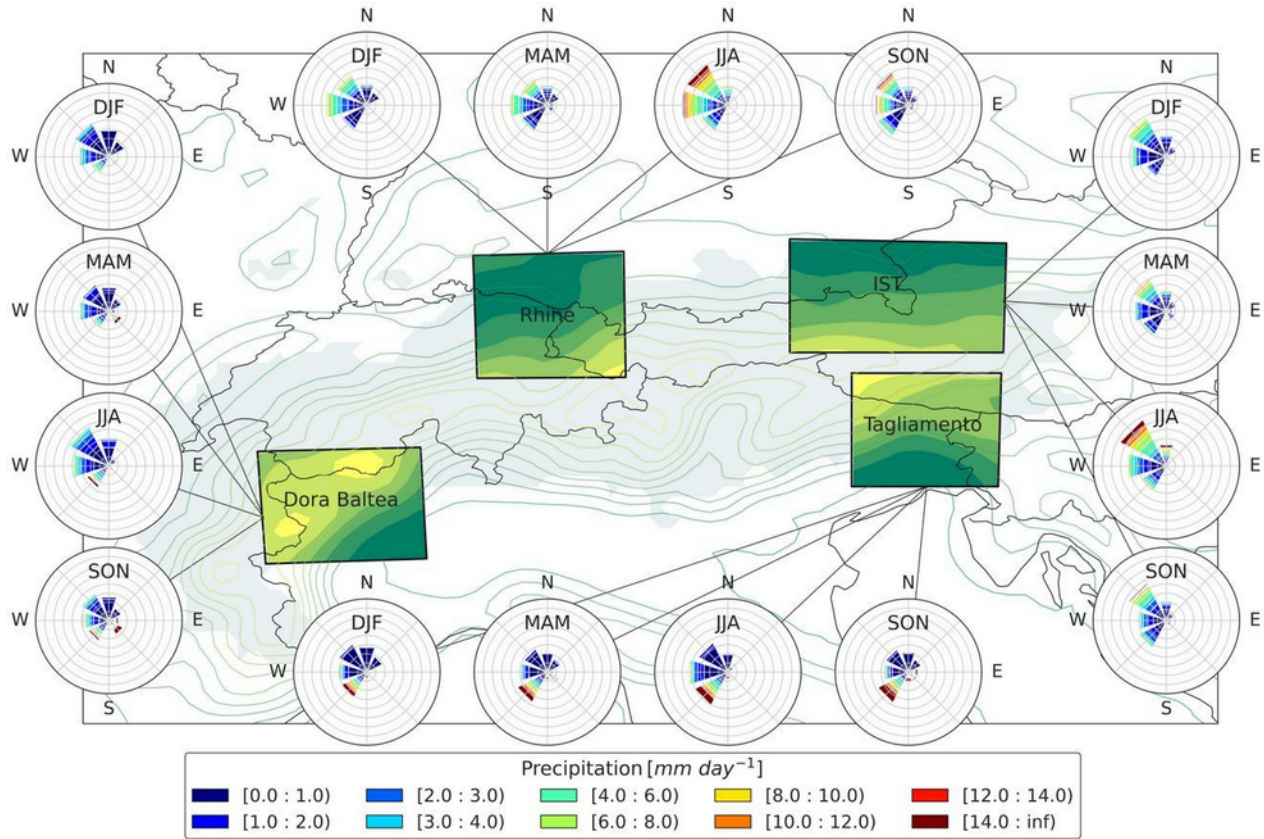 N
N
N
N
DJF
MAM
JJA
SON
N
N
DJF
W
E
DJF
W
E
W
E
S
S
S
S
MAM
MAM
W
E
IST
W
E
Rhine
JJA
JJA
Tagliamento
W
E
W
E
Dora Baltea
SON
SON
N
N
N
N
W
E
DJF
MAM
JJA
SON
W
E
W
E
S
S
Precipitation [mm day⁻¹]
[0.0 : 1.0)
[2.0 : 3.0)
[4.0 : 6.0)
[8.0 : 10.0)
[12.0 : 14.0)
[1.0 : 2.0)
[3.0 : 4.0)
[6.0 : 8.0)
[10.0 : 12.0)
[14.0 : inf)